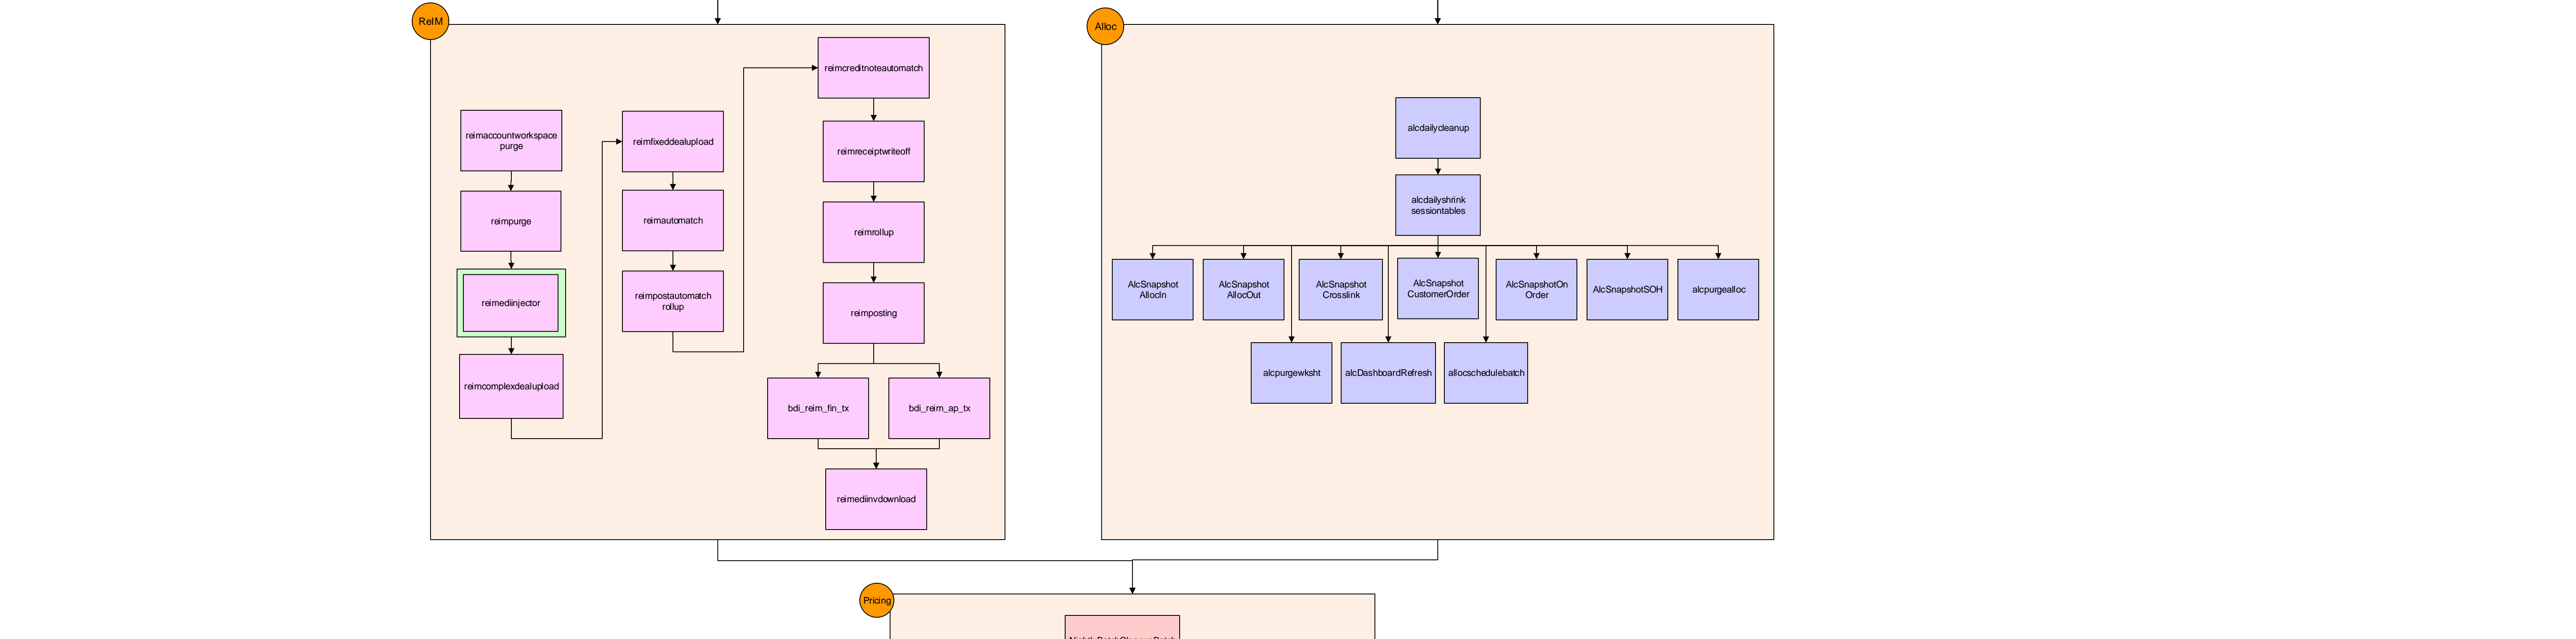 ReIM
reimaccountworkspace
purge
reimpurge
reimediinjector
reimcomplexdealupload
reimfixeddealupload
reimautomatch
reimpostautomatch
rollup
reimcreditnoteautomatch
reimreceiptwriteoff
reimrollup
reimposting
bdi_reim_fin_tx
bdi_reim_ap_tx
reimediinvdownload
Alloc
alcdailycleanup
alcdailyshrink
sessiontables
AlcSnapshot
AllocIn
AlcSnapshot
AllocOut
AlcSnapshot
Crosslink
AlcSnapshot
CustomerOrder
AlcSnapshotOn
Order
AlcSnapshotSOH
alcpurgealloc
alcpurgewksht
alcDashboardRefresh
allocschedulebatch
Pricing